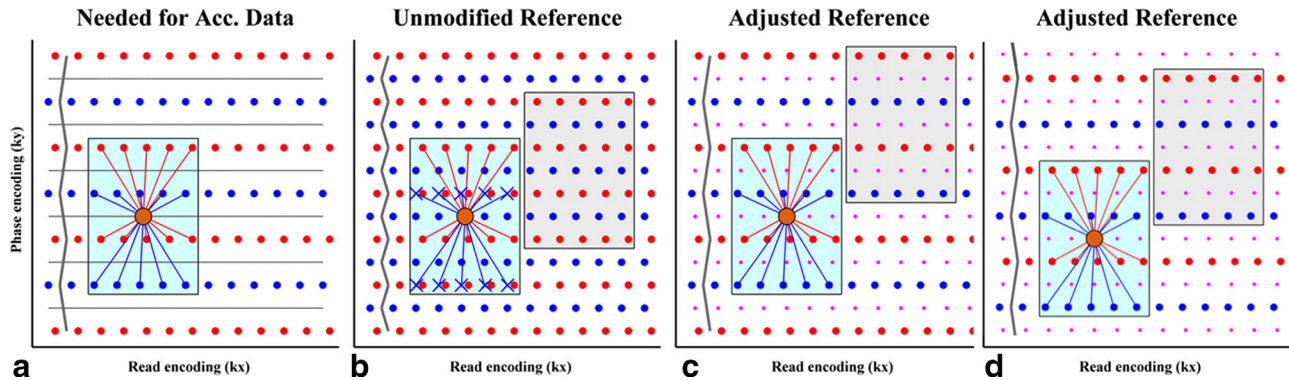 Needed for Acc. Data
Unmodified Reference
Adjusted Reference
Adjusted Reference
Phase encoding (ky)
Read encoding (kx)
Read encoding (kx)
Read encoding (kx)
Read encoding (kx)
a
b
c
d